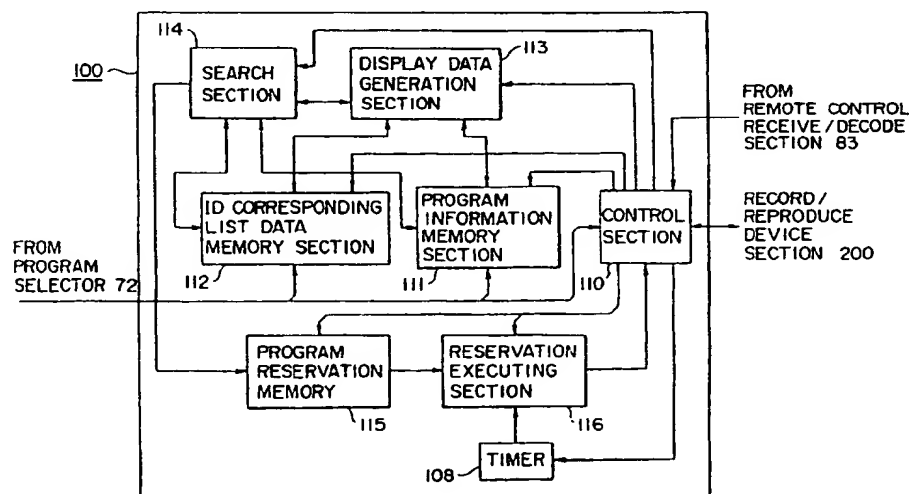 114
113
100
SEARCH
SECTION
DISPLAY DATA
GENERATION
SECTION
FROM
REMOTE CONTROL
RECEIVE/DECODE
SECTION 83
ID CORRESPONDING
LIST DATA
MEMORY SECTION
PROGRAM
INFORMATION
MEMORY
SECTION
CONTROL
SECTION
RECORD/
REPRODUCE
DEVICE
SECTION 200
FROM
PROGRAM
SELECTOR 72
112
111
110
PROGRAM
RESERVATION
MEMORY
RESERVATION
EXECUTING
SECTION
115
116
108
TIMER